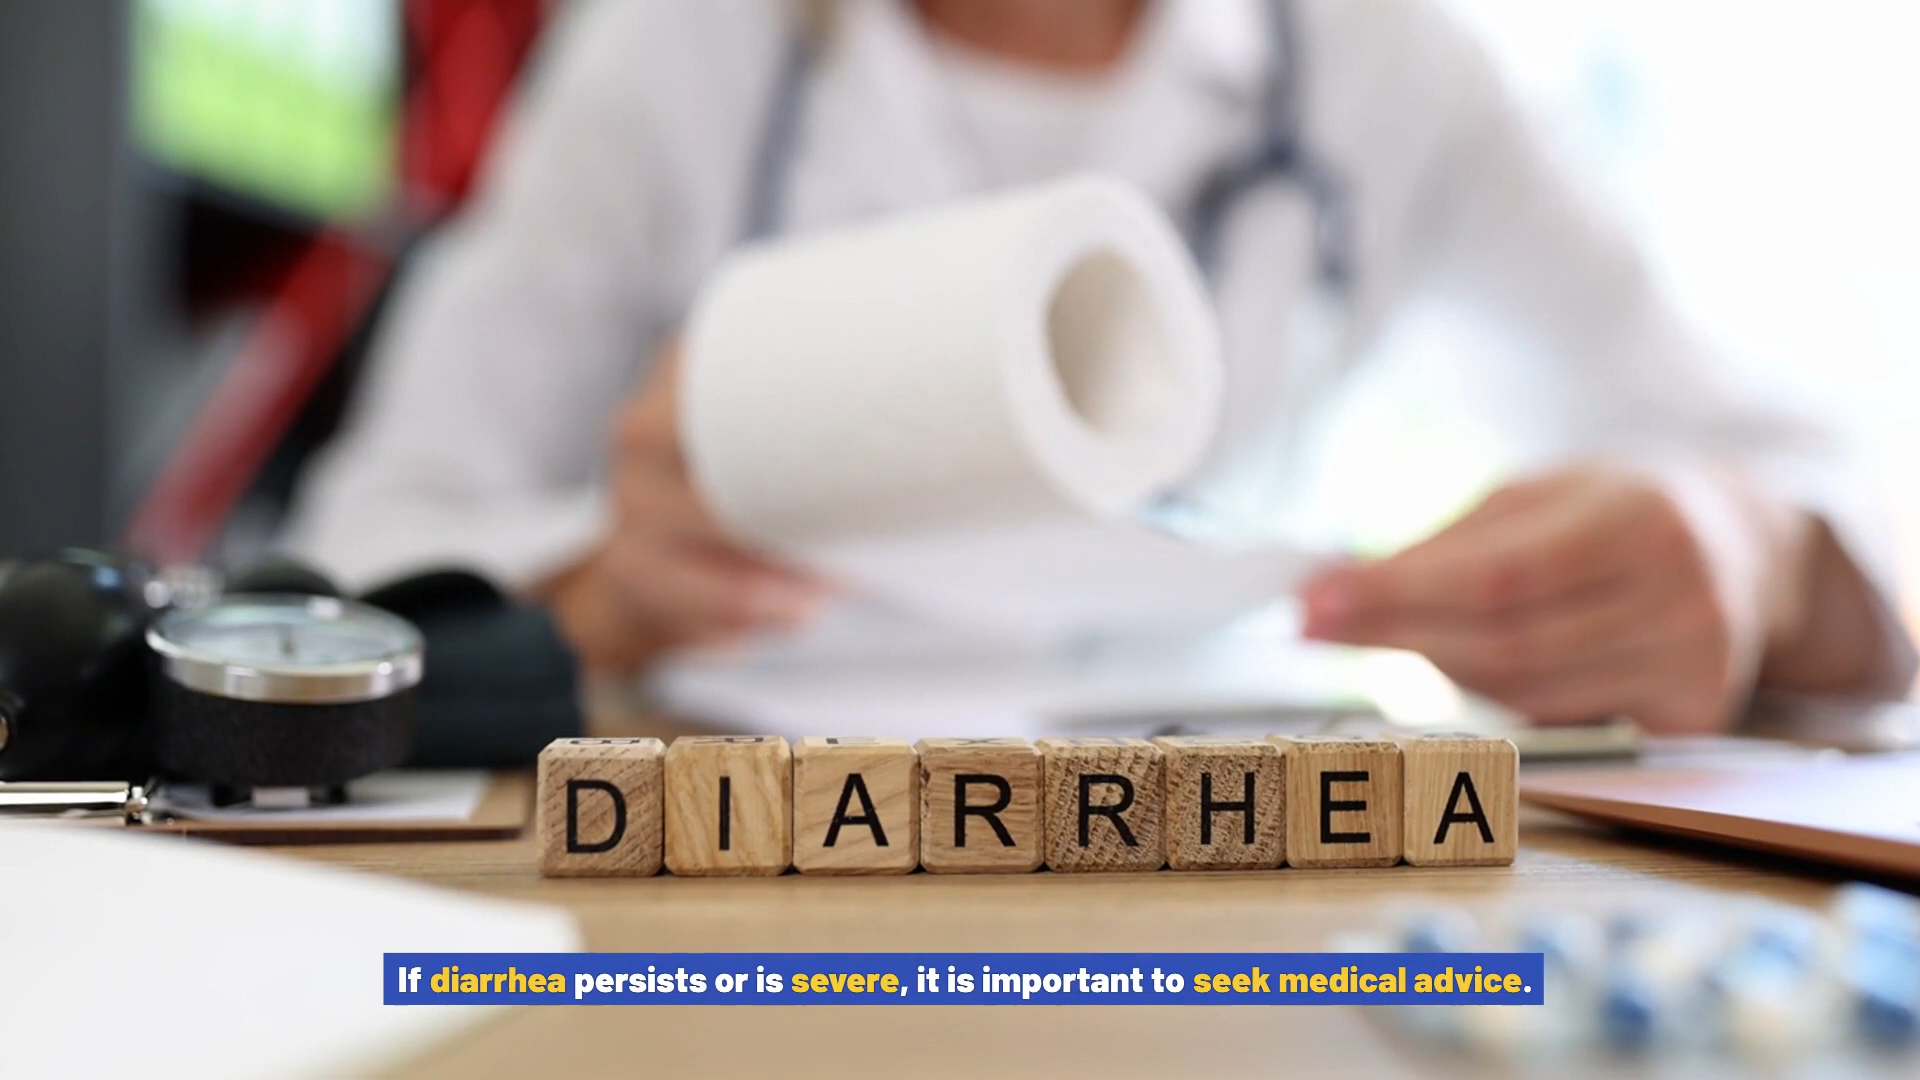 DIARRHEA
If diarrhea persists or is severe, it is important to seek medical advice.